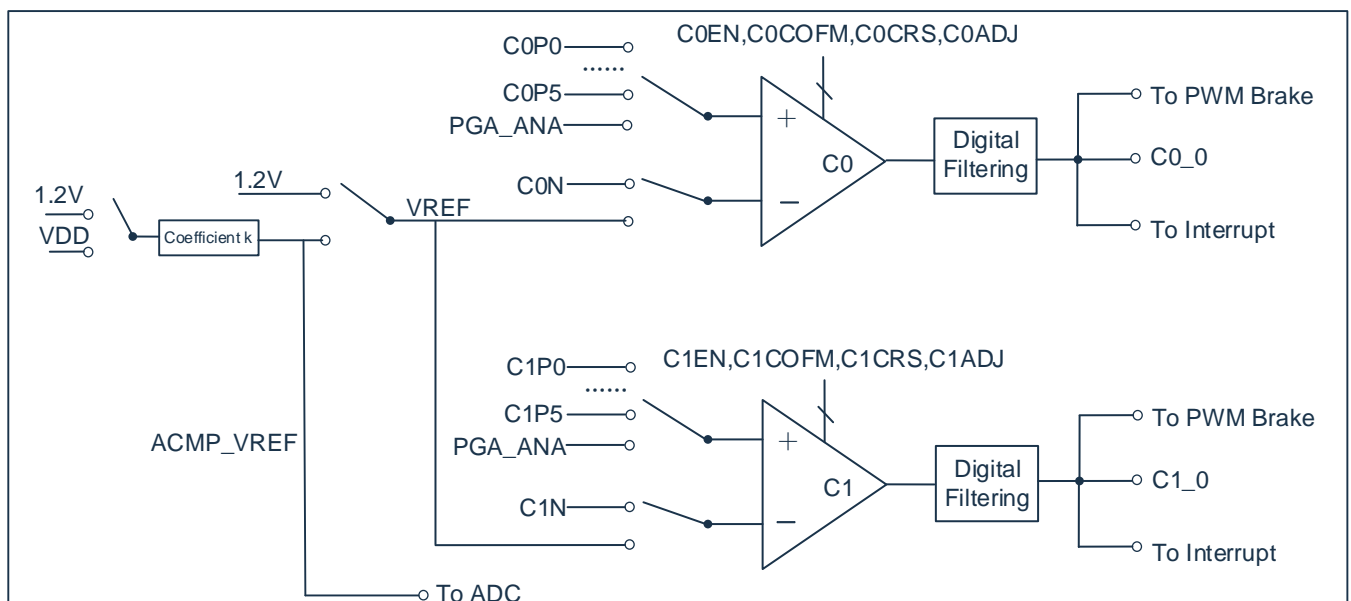 C0P0
C0EN,C0COFM,C0CRS,C0ADJ
......
C0P5
PGA_ANA
+
C0
−
Digital
Filtering
To PWM Brake
C0_0
To Interrupt
C0N
1.2V
1.2V
VDD
Coefficient k
VREF
C1P0
C1EN,C1COFM,C1CRS,C1ADJ
......
C1P5
PGA_ANA
+
C1
−
Digital
Filtering
To PWM Brake
C1_0
To Interrupt
ACMP_VREF
C1N
To ADC